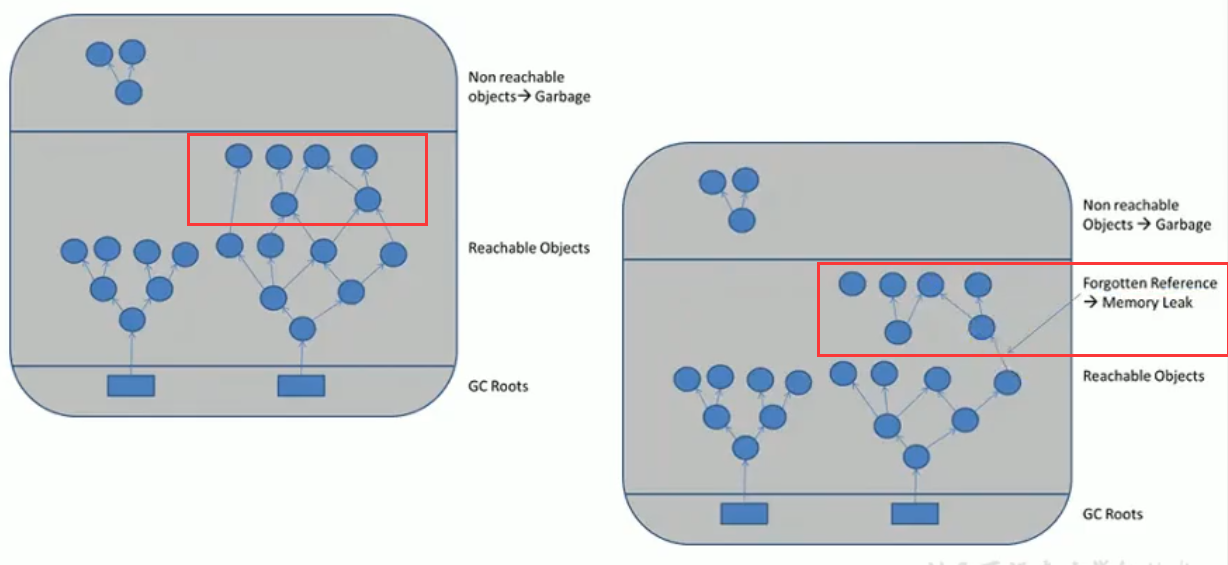 Non reachable
objects→ Garbage
Reachable Objects
GC Roots
Non reachable
Objects → Garbage
Forgotten Reference
→ Memory Leak
Reachable Objects
GC Roots